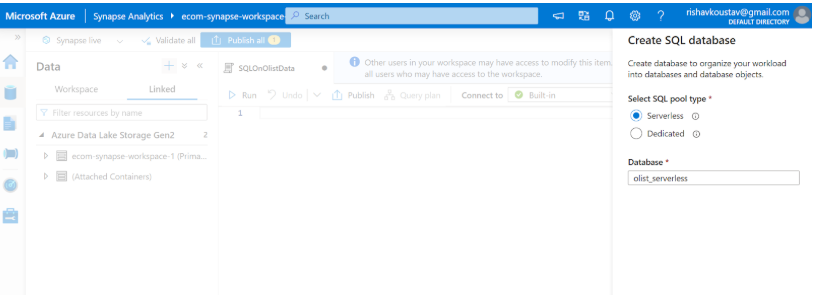 Microsoft Azure
Synapse Analytics
ecom-synapse-workspace
Search
rishavkoustav@gmail.com
DEFAULT DIRECTORY
Synapse live
Validate all
Publish all 1
Data
Workspace
Linked
Filter resources by name
Azure Data Lake Storage Gen2 2
ecom-synapse-workspace-1 (Prima...
(Attached Containers)
SQLOnOlistData
Other users in your workspace may have access to modify this item.
all users who may have access to the workspace.
Run
Undo
Publish
Query plan
Connect to
Built-in
1
Create SQL database
Create database to organize your workload
into databases and database objects.
Select SQL pool type *
Serverless
Dedicated
Database *
olist_serverless